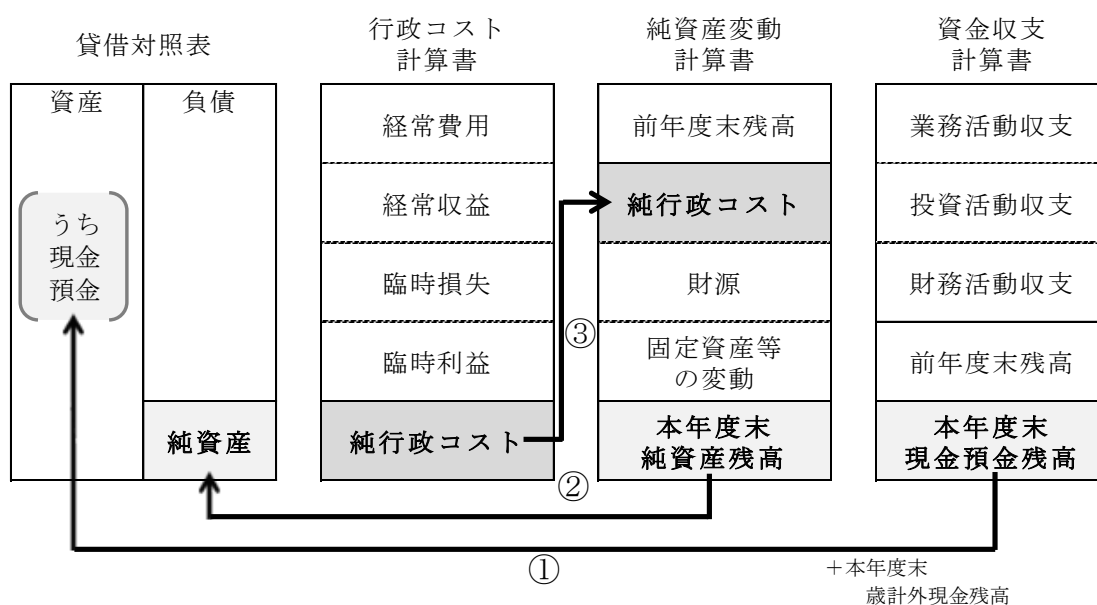 貸借対照表
資産
負債
うち
現金
預金
純資産
行政コスト
計算書
経常費用
経常収益
臨時損失
臨時利益
純行政コスト
純資産変動
計算書
前年度末残高
純行政コスト
財源
固定資産等
の変動
本年度末
純資産残高
資金収支
計算書
業務活動収支
投資活動収支
財務活動収支
前年度末残高
本年度末
現金預金残高
③
②
①
＋本年度末
歳計外現金残高